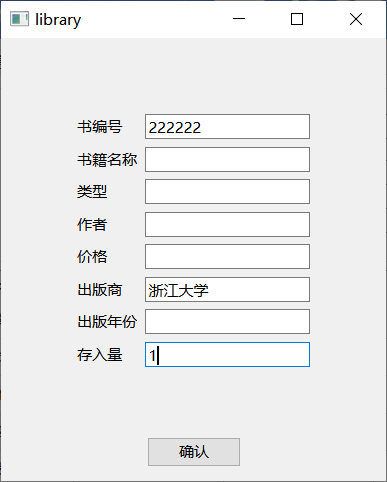 library
书编号 222222
书籍名称
类型
作者
价格
出版商 浙江大学
出版年份
存入量 1
确认